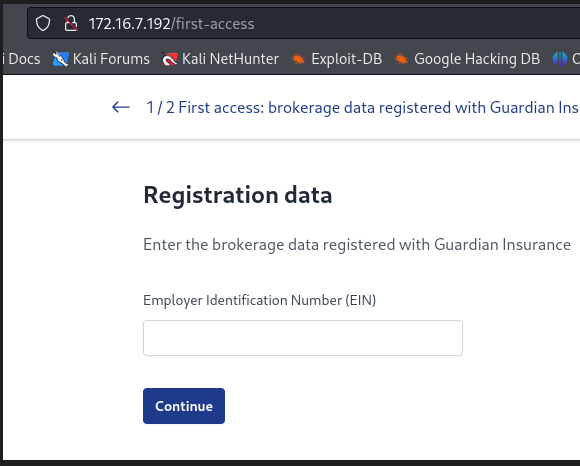 172.16.7.192/first-access
Docs Kali Forums Kali NetHunter Exploit-DB Google Hacking DB
← 1 / 2 First access: brokerage data registered with Guardian Ins
Registration data
Enter the brokerage data registered with Guardian Insurance
Employer Identification Number (EIN)
Continue